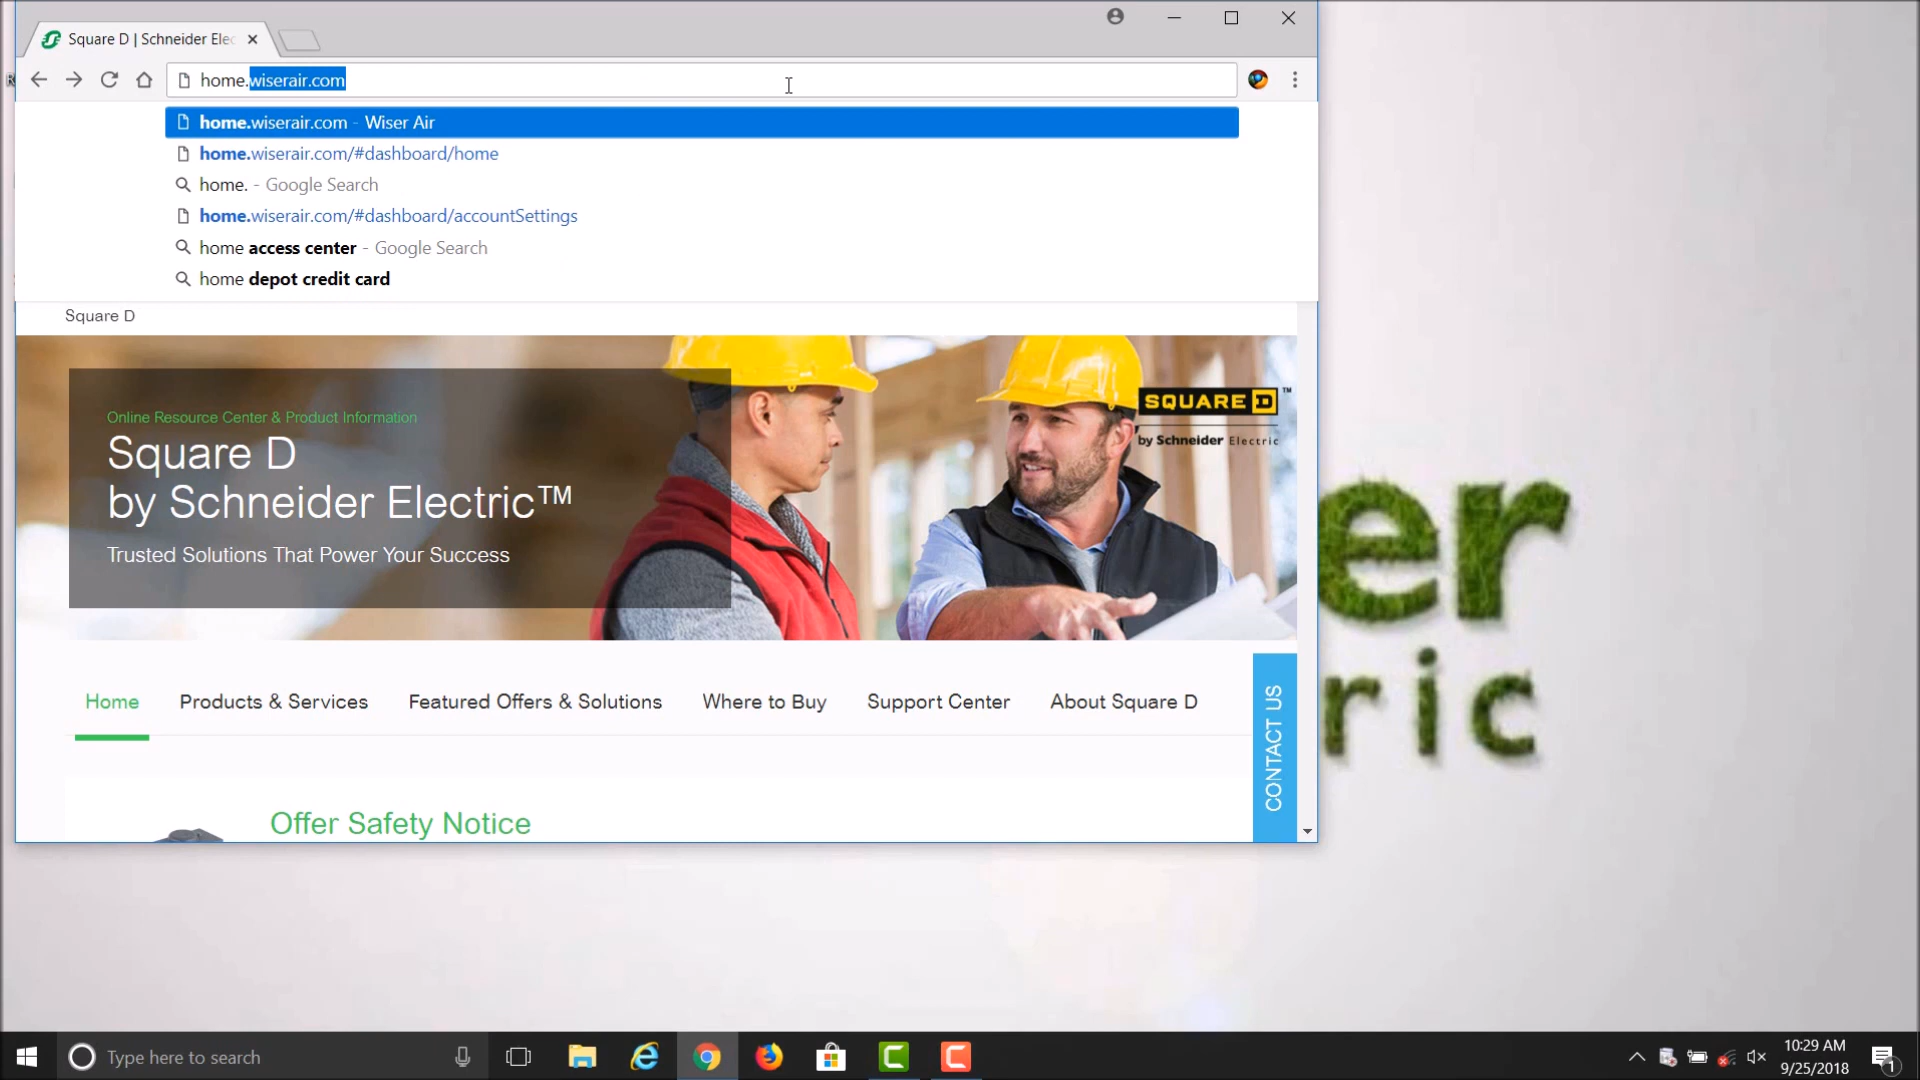 Square D | Schneider Elec
home.wiserair.com
home.wiserair.com - Wiser Air
home.wiserair.com/#dashboard/home
home. - Google Search
home.wiserair.com/#dashboard/accountSettings
home access center - Google Search
home depot credit card
Square D
Online Resource Center & Product Information
Square D
by Schneider Electric™
Trusted Solutions That Power Your Success
SQUARE D™
by Schneider Electric
Home Products & Services Featured Offers & Solutions Where to Buy Support Center About Square D
CONTACT US
Offer Safety Notice
er
ric
Type here to search
10:29 AM
9/25/2018
1